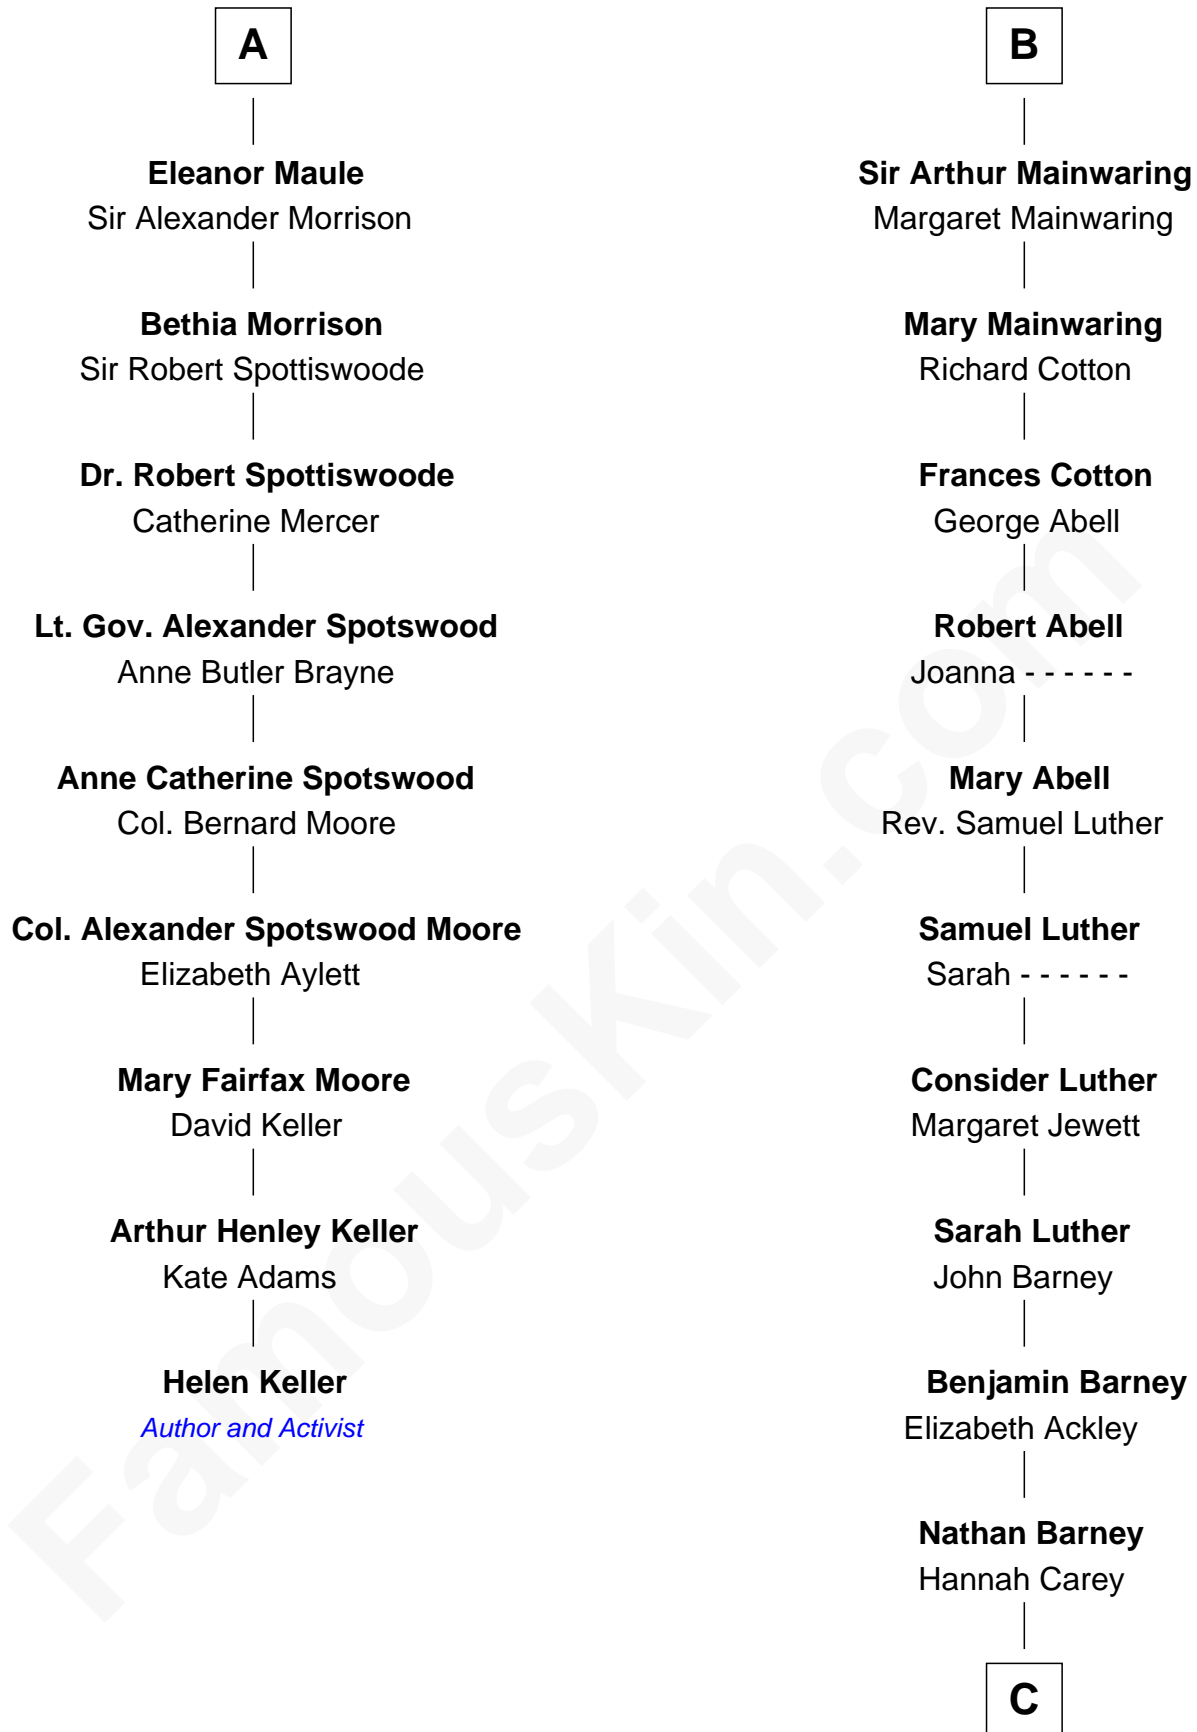 A
Eleanor Maule
Sir Alexander Morrison
Bethia Morrison
Sir Robert Spottiswoode
Dr. Robert Spottiswoode
Catherine Mercer
Lt. Gov. Alexander Spotswood
Anne Butler Brayne
Anne Catherine Spotswood
Col. Bernard Moore
Col. Alexander Spotswood Moore
Elizabeth Aylett
Mary Fairfax Moore
David Keller
Arthur Henley Keller
Kate Adams
Helen Keller
Author and Activist
B
Sir Arthur Mainwaring
Margaret Mainwaring
Mary Mainwaring
Richard Cotton
Frances Cotton
George Abell
Robert Abell
Joanna - - - - - -
Mary Abell
Rev. Samuel Luther
Samuel Luther
Sarah - - - - - -
Consider Luther
Margaret Jewett
Sarah Luther
John Barney
Benjamin Barney
Elizabeth Ackley
Nathan Barney
Hannah Carey
C
FamousKin.com